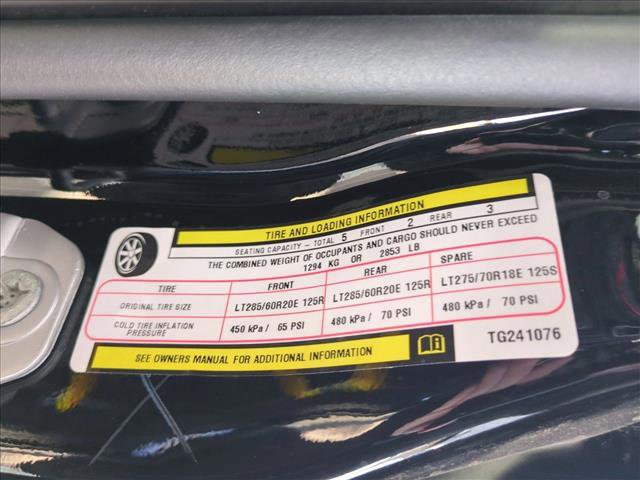 TIRE AND LOADING INFORMATION
SEATING CAPACITY - TOTAL 5 FRONT 2 REAR 3
THE COMBINED WEIGHT OF OCCUPANTS AND CARGO SHOULD NEVER EXCEED
1294 KG OR 2853 LB
TIRE FRONT REAR SPARE
ORIGINAL TIRE SIZE LT285/60R20E 125R LT285/60R20E 125R LT275/70R18E 125S
COLD TIRE INFLATION PRESSURE 450 kPa / 65 PSI 480 kPa / 70 PSI 480 kPa / 70 PSI
SEE OWNERS MANUAL FOR ADDITIONAL INFORMATION TG241076